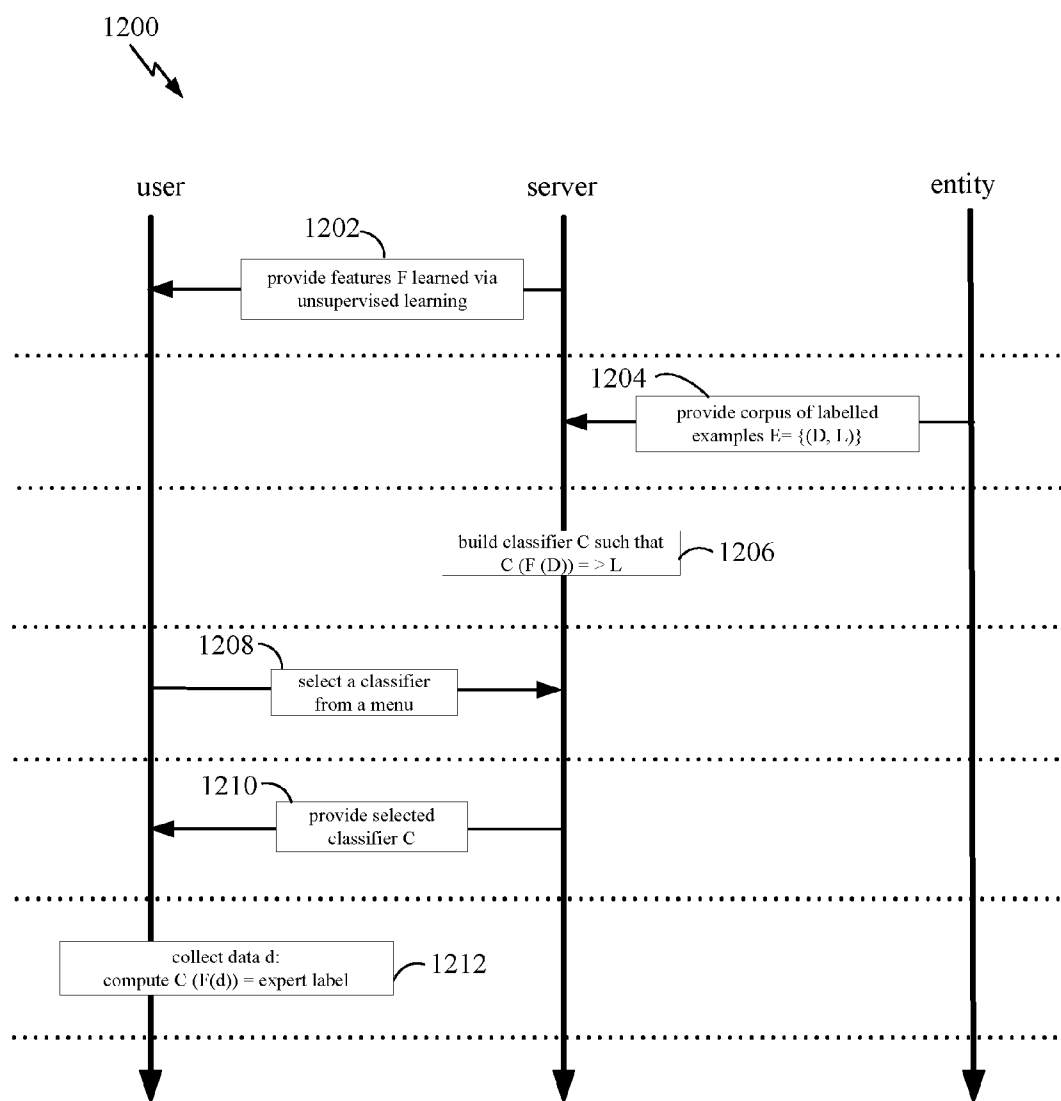 1200
user
server
entity
1202
provide features F learned via
unsupervised learning
1204
provide corpus of labelled
examples E= {(D, L)}
build classifier C such that
C (F (D)) = > L
1206
1208
select a classifier
from a menu
1210
provide selected
classifier C
collect data d:
compute C (F(d)) = expert label
1212